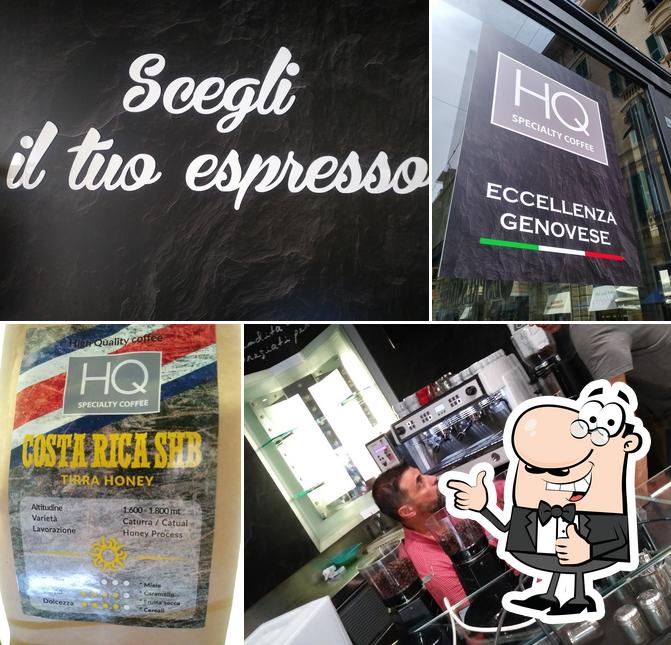 Scegli
il tuo espresso
HQ
SPECIALTY COFFEE
ECCELLENZA
GENOVESE
High Quality coffee
HQ
SPECIALTY COFFEE
COSTA RICA SHB
TIRRA HONEY
Altitudine 1.600 - 1.800 mt
Varietà Caturra / Catual
Lavorazione Honey Process
* Miele
* Caramello
Dolcezza * Frutta secca
* Cereali